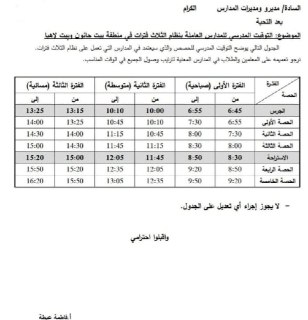 السادة/ مديرو ومديرات المدارس الكرام
بعد التحية
الموضوع: التوقيت المدرسي للمدارس العاملة بنظام الثلاث فترات في منطقة بيت حانون وبيت لاهيا
الجدول التالي يوضح التوقيت المدرسي للحصص والذي سيعتمد في المدارس التي تعمل على نظام الثلاث فترات.
نرجو تعميمه على المعلمين والطلاب في المدارس المعنية لترتيب وصول الجميع في الوقت المناسب.
الفترة الفترة الأولى (صباحية) الفترة الثانية (متوسطة) الفترة الثالثة (مسائية)
الحصة من إلى من إلى من إلى
الجرس 6:45 6:55 10:00 10:10 13:15 13:25
الحصة الأولى 6:55 7:30 10:10 10:45 13:25 14:00
الحصة الثانية 7:30 8:00 10:45 11:15 14:00 14:30
الحصة الثالثة 8:00 8:30 11:15 11:45 14:30 15:00
الاستراحة 8:30 8:50 11:45 12:05 15:00 15:20
الحصة الرابعة 8:50 9:20 12:05 12:35 15:20 15:50
الحصة الخامسة 9:20 9:50 12:35 13:05 15:50 16:20
- لا يجوز إجراء أي تعديل على الجدول.
واقبلوا احترامي
أ.فاطمة عبطة